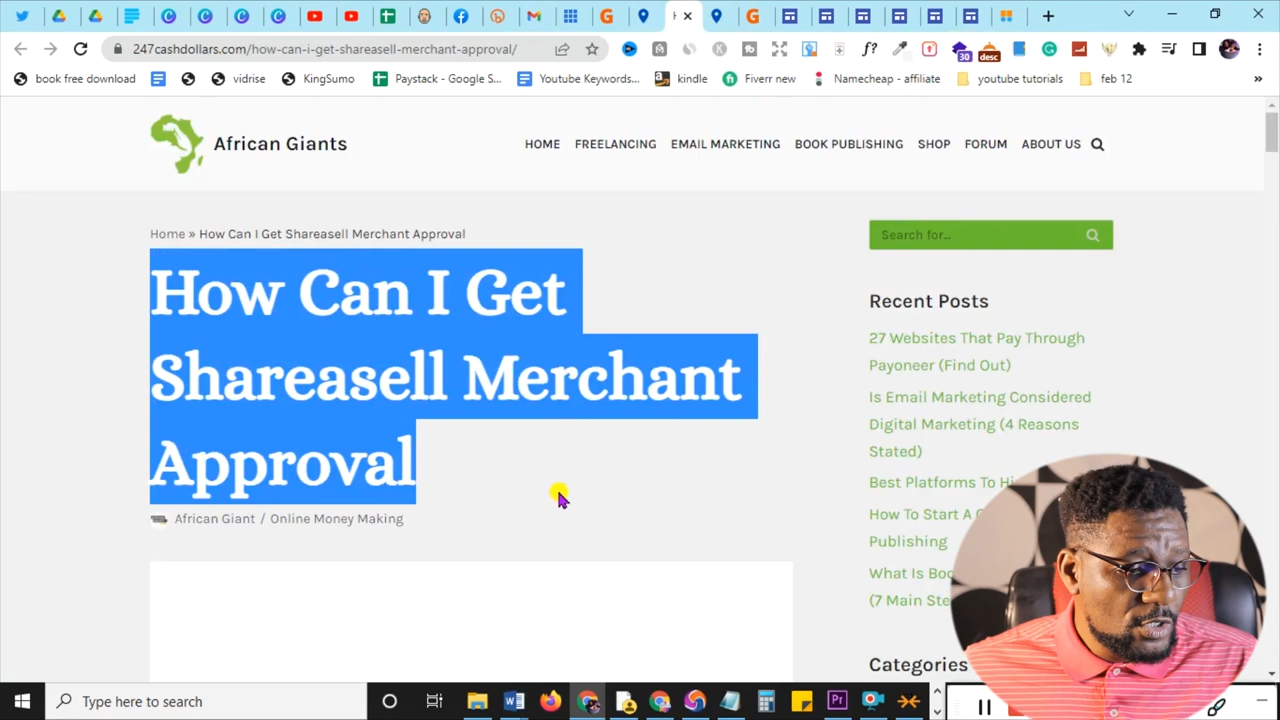 247cashdollars.com/how-can-i-get-shareasell-merchant-approval/
30
desc
book free download
vidrise
KingSumo
Paystack - Google S...
Youtube Keywords...
kindle
Fiverr new
Namecheap - affiliate
youtube tutorials
feb 12
»
African Giants
HOME FREELANCING EMAIL MARKETING BOOK PUBLISHING SHOP FORUM ABOUT US
Home » How Can I Get Shareasell Merchant Approval
Search for...
How Can I Get
Shareasell Merchant
Approval
African Giant / Online Money Making
Recent Posts
27 Websites That Pay Through
Payoneer (Find Out)
Is Email Marketing Considered
Digital Marketing (4 Reasons
Stated)
Best Platforms To
How To Start A
Publishing
What Is
(7 Main
Categories
Type here to search